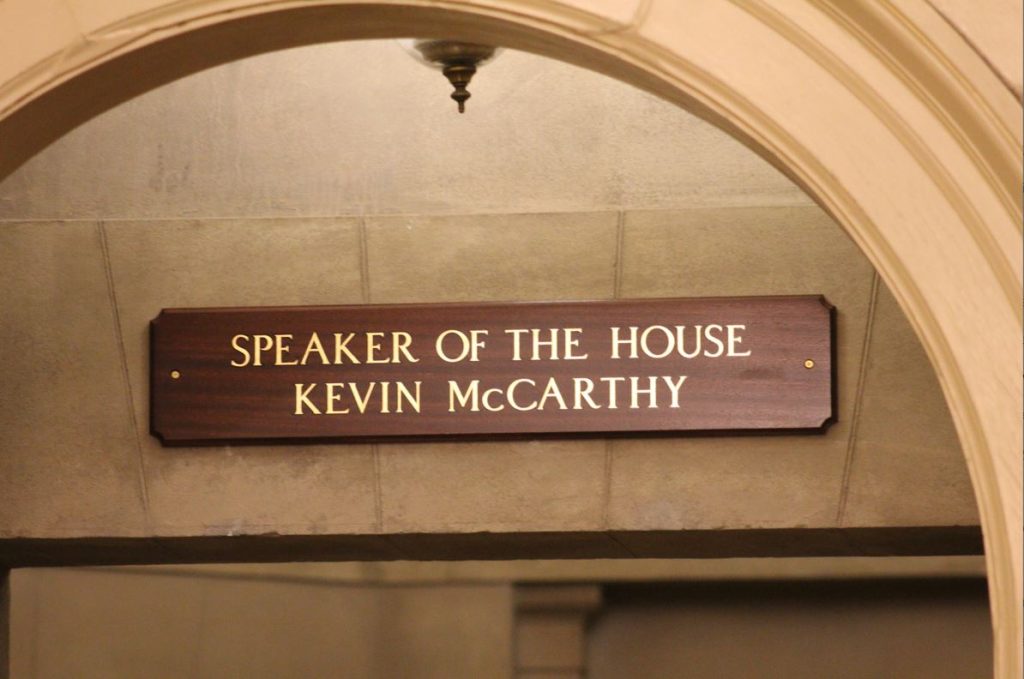 SPEAKER OF THE HOUSE
KEVIN McCARTHY